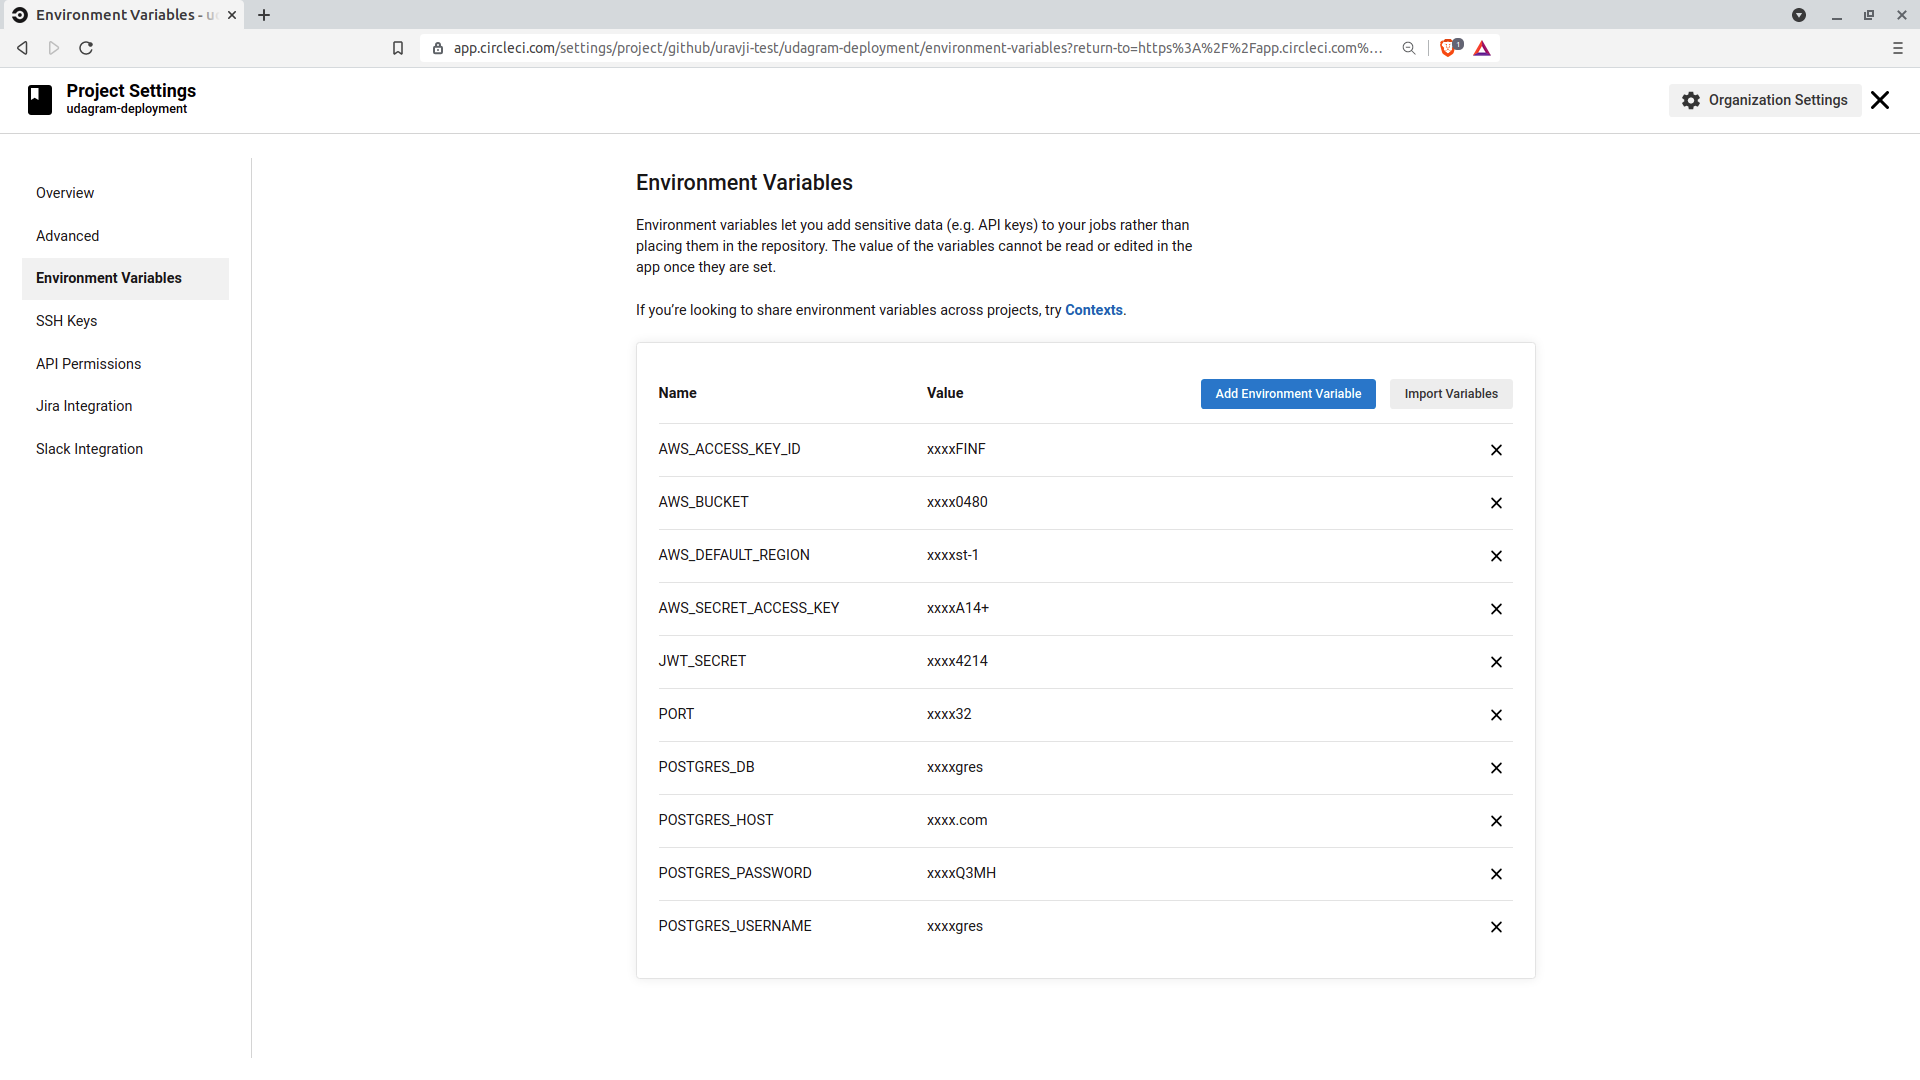 Environment Variables - u
app.circleci.com/settings/project/github/uravji-test/udagram-deployment/environment-variables?return-to=https%3A%2F%2Fapp.circleci.com%...
1
Project Settings
udagram-deployment
Organization Settings
Overview
Advanced
Environment Variables
SSH Keys
API Permissions
Jira Integration
Slack Integration
Environment Variables
Environment variables let you add sensitive data (e.g. API keys) to your jobs rather than
placing them in the repository. The value of the variables cannot be read or edited in the
app once they are set.
If you’re looking to share environment variables across projects, try Contexts.
Name Value Add Environment Variable Import Variables
AWS_ACCESS_KEY_ID xxxxFINF
AWS_BUCKET xxxx0480
AWS_DEFAULT_REGION xxxxst-1
AWS_SECRET_ACCESS_KEY xxxxA14+
JWT_SECRET xxxx4214
PORT xxxx32
POSTGRES_DB xxxxgres
POSTGRES_HOST xxxx.com
POSTGRES_PASSWORD xxxxQ3MH
POSTGRES_USERNAME xxxxgres